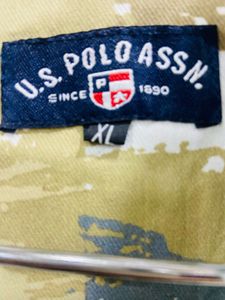 U.S. POLO ASSN.
SINCE 1890
P
XL